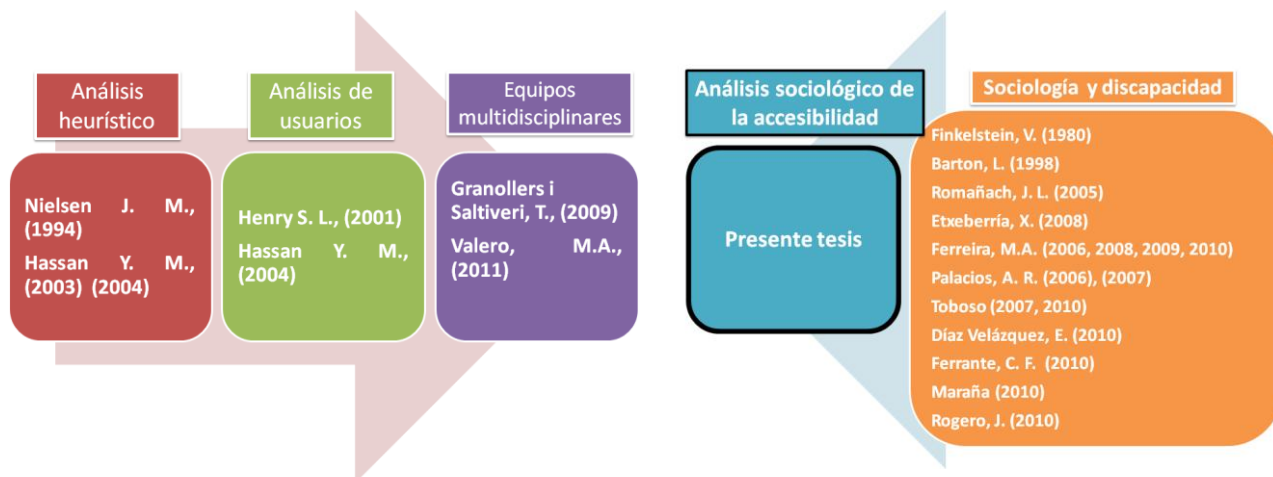 Análisis
heurístico
Nielsen J. M.,
(1994)
Hassan Y. M.,
(2003) (2004)
Análisis de
usuarios
Henry S. L., (2001)
Hassan Y. M.,
(2004)
Equipos
multidisciplinares
Granollers i
Saltiveri, T., (2009)
Valero, M.A.,
(2011)
Análisis sociológico de
la accesibilidad
Presente tesis
Sociología y discapacidad
Finkelstein, V. (1980)
Barton, L. (1998)
Romañach, J. L. (2005)
Etxeberría, X. (2008)
Ferreira, M.A. (2006, 2008, 2009, 2010)
Palacios, A. R. (2006), (2007)
Toboso (2007, 2010)
Díaz Velázquez, E. (2010)
Ferrante, C. F. (2010)
Maraña (2010)
Rogero, J. (2010)